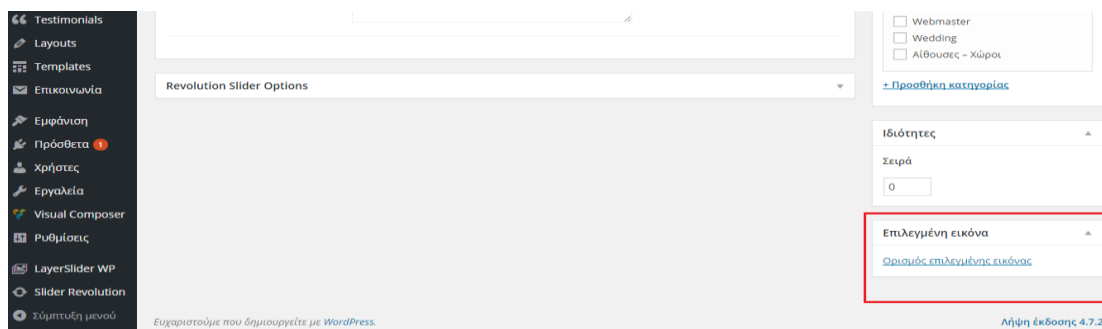 Testimonials
Layouts
Templates
Επικοινωνία
Εμφάνιση
Πρόσθετα 1
Χρήστες
Εργαλεία
Visual Composer
Ρυθμίσεις
LayerSlider WP
Slider Revolution
Σύμπτυξη μενού
Revolution Slider Options
Ευχαριστούμε που δημιουργείτε με WordPress.
Webmaster
Wedding
Αίθουσες – Χώροι
+ Προσθήκη κατηγορίας
Ιδιότητες
Σειρά
0
Επιλεγμένη εικόνα
Ορισμός επιλεγμένης εικόνας
Λήψη έκδοσης 4.7.2